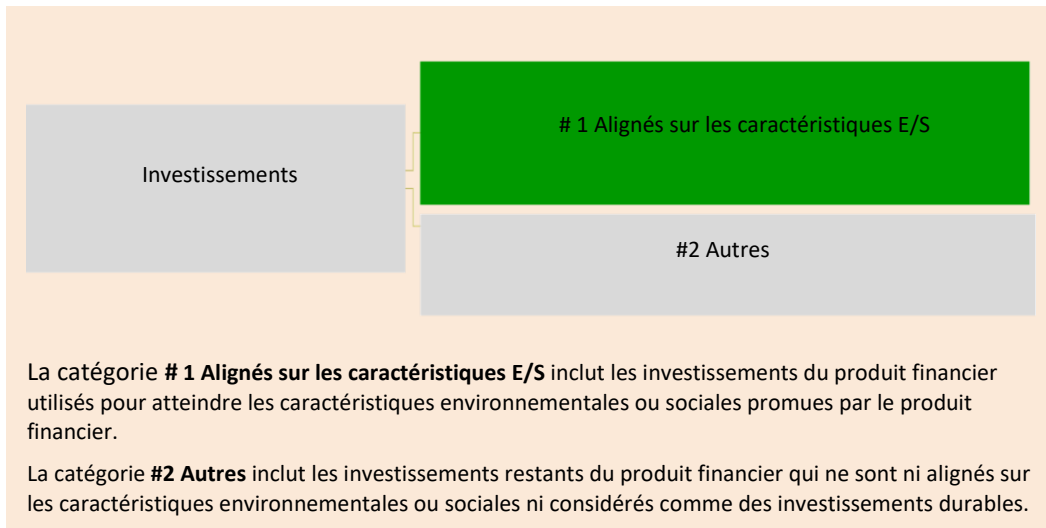 # 1 Alignés sur les caractéristiques E/S
Investissements
#2 Autres
La catégorie # 1 Alignés sur les caractéristiques E/S inclut les investissements du produit financier
utilisés pour atteindre les caractéristiques environnementales ou sociales promues par le produit
financier.
La catégorie #2 Autres inclut les investissements restants du produit financier qui ne sont ni alignés sur
les caractéristiques environnementales ou sociales ni considérés comme des investissements durables.